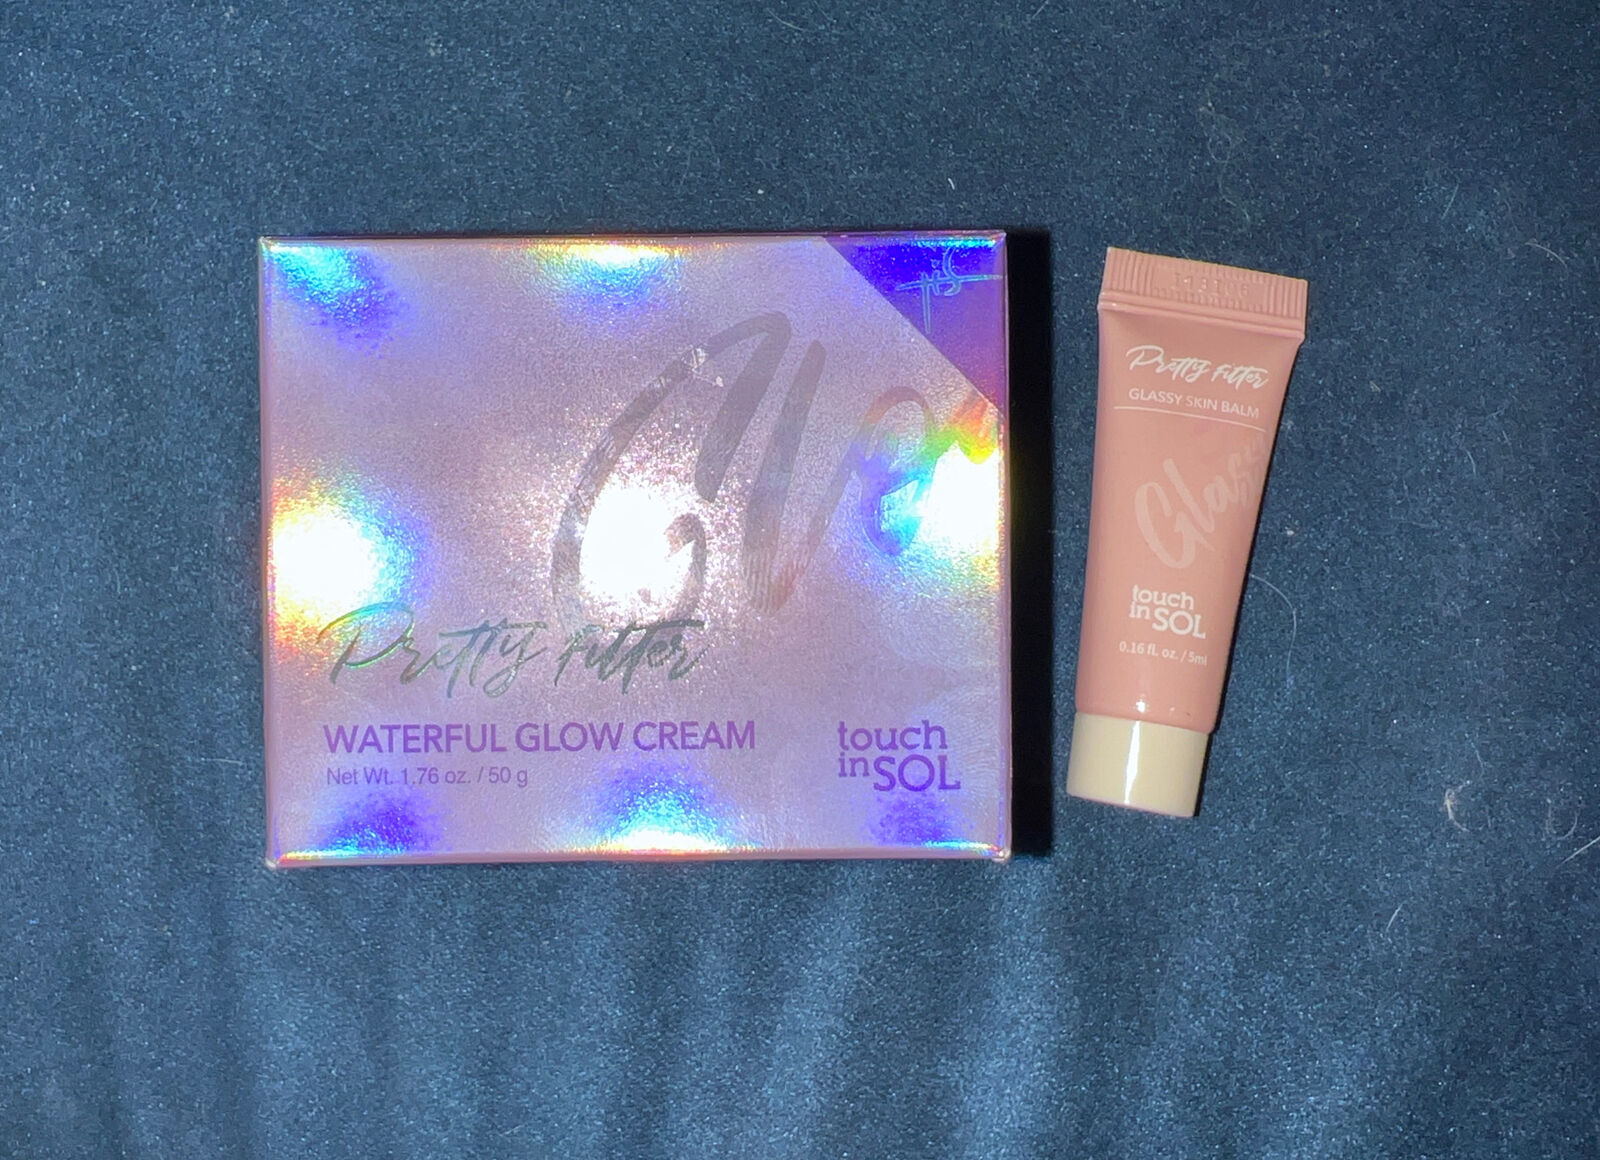 Pretty Filter
WATERFUL GLOW CREAM
Net Wt. 1.76 oz. / 50 g
touch
in SOL
Pretty Filter
GLASSY SKIN BALM
touch
in SOL
0.16 fl. oz. / 5ml